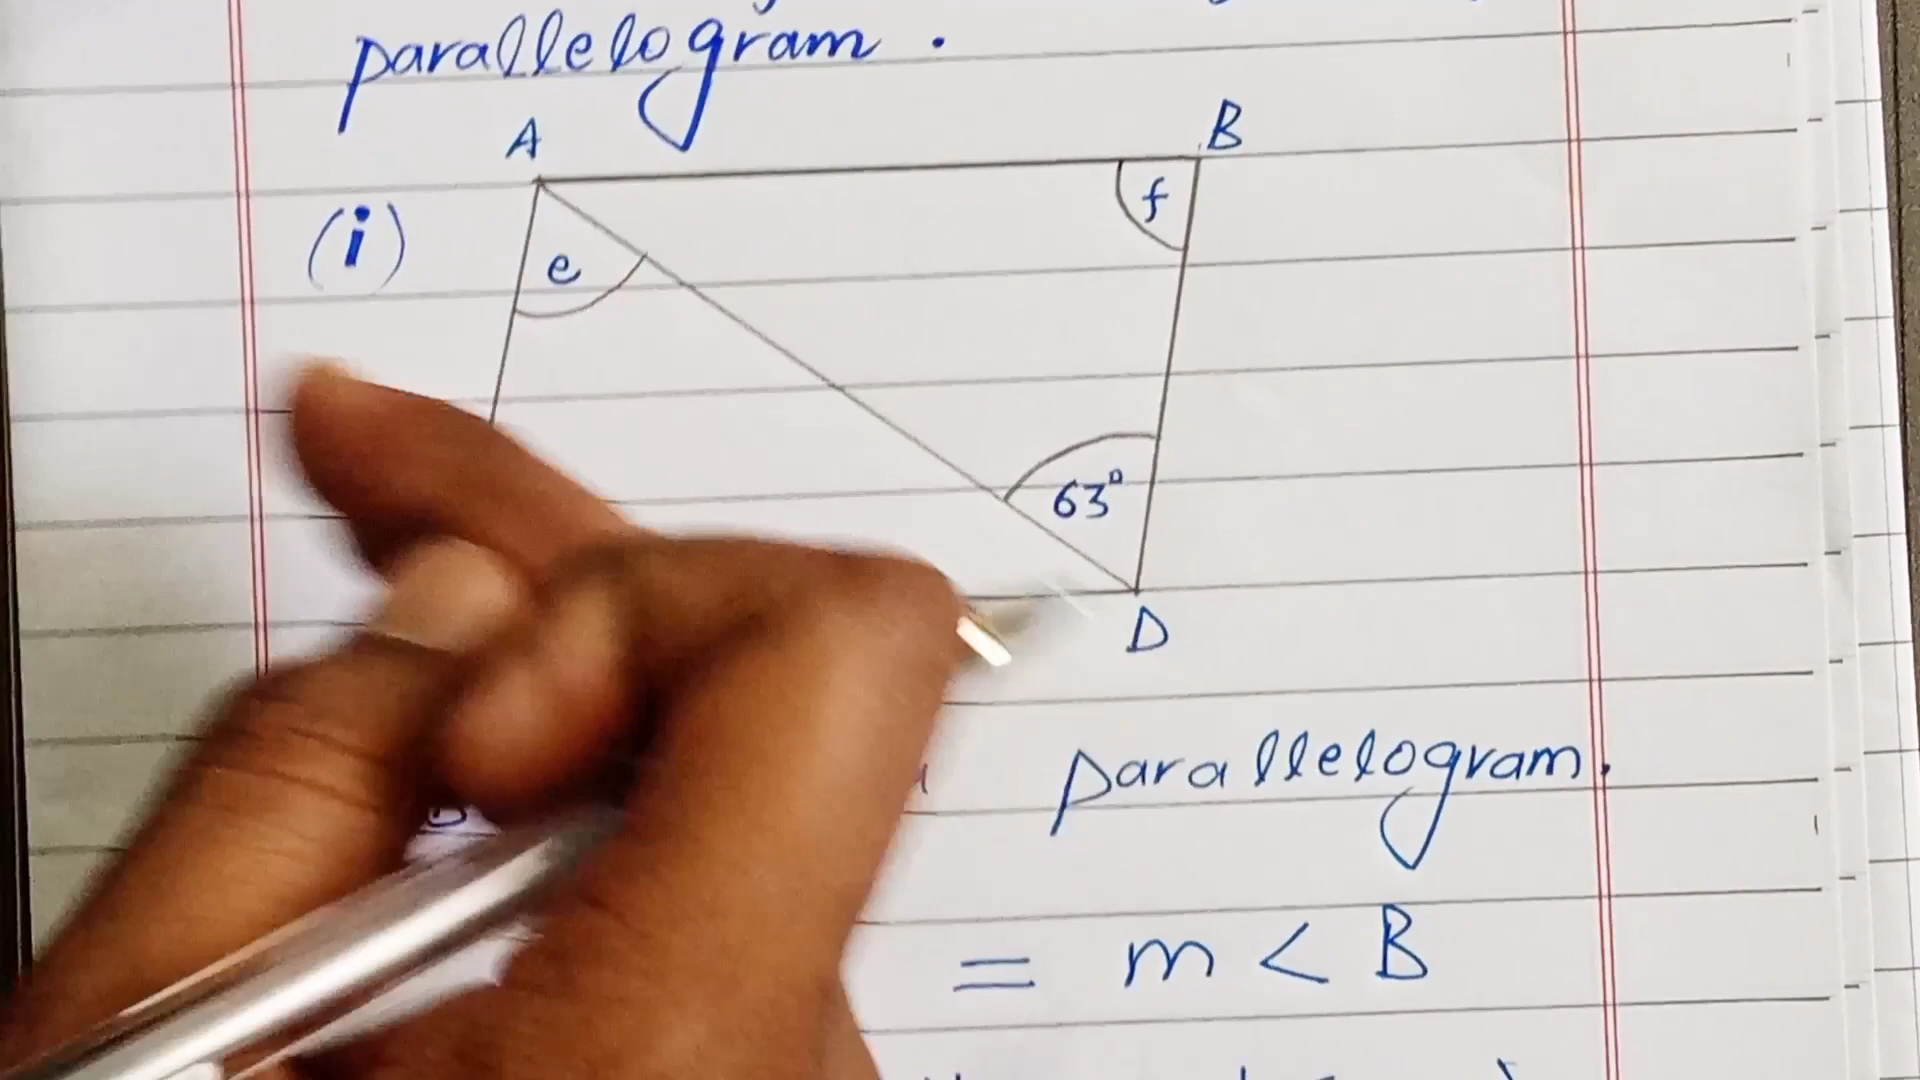 parallelogram .
A B
(i) e f
63°
D
parallelogram.
= m < B